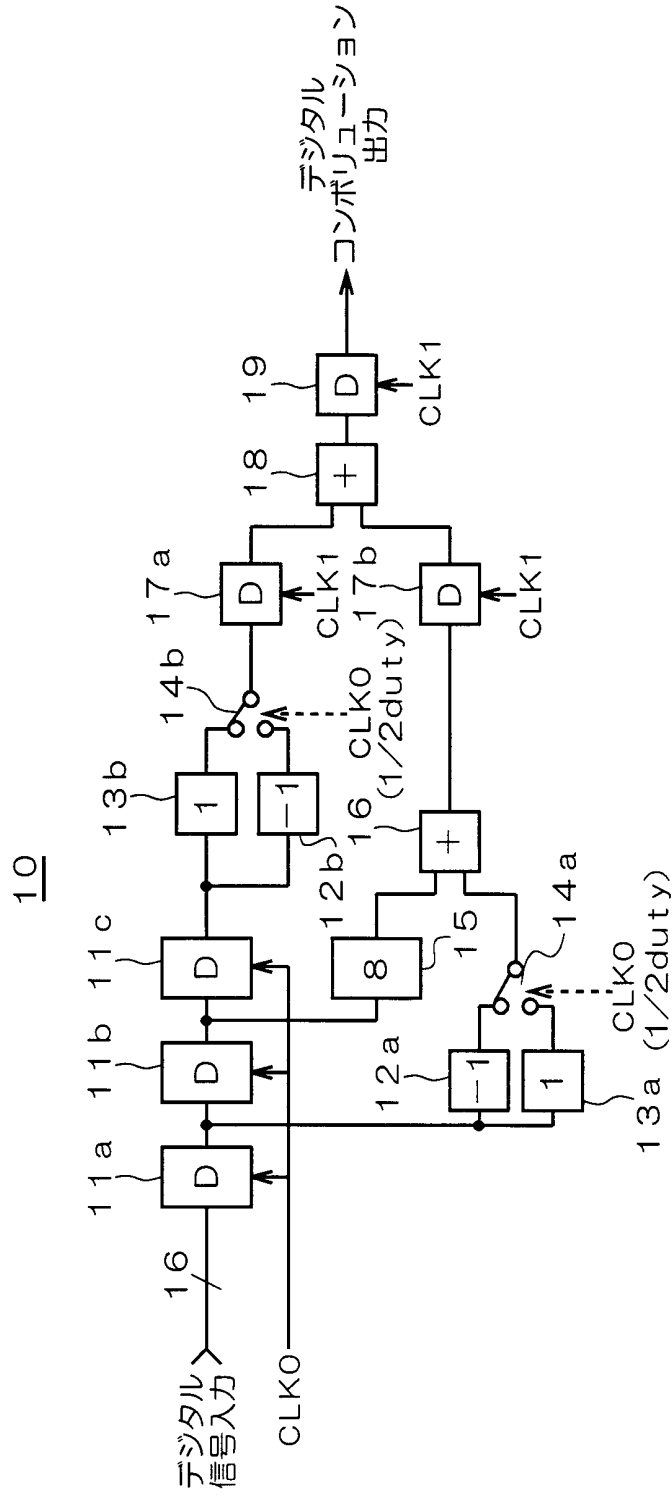 10
デジタル
信号入力
16
CLK0
11a
D
11b
D
11c
D
13b
1
-1
12b
14b
CLK0
(1/2duty)
17a
D
CLK1
18
+
19
D
CLK1
デジタル
コンボリューション
出力
8
15
16
+
17b
D
CLK1
12a
-1
1
13a
14a
CLK0
(1/2duty)